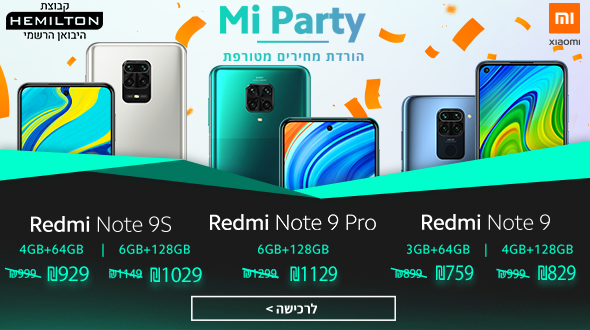 קבוצת
HEMILTON
היבואן הרשמי
Mi Party
הורדת מחירים מטורפת
mi
xiaomi
Redmi Note 9S
4GB+64GB | 6GB+128GB
₪999 ₪929 ₪1149 ₪1029
Redmi Note 9 Pro
6GB+128GB
₪1299 ₪1129
Redmi Note 9
3GB+64GB | 4GB+128GB
₪899 ₪759 ₪999 ₪829
לרכישה >